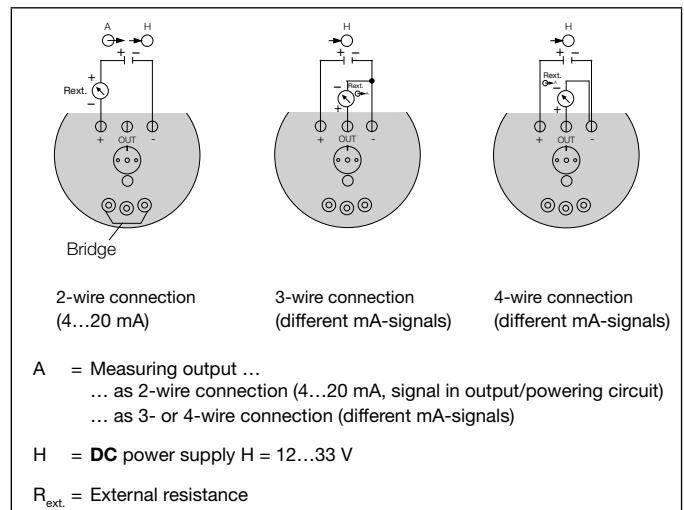 A H
+ −
+
Rext.
−
+ OUT -
Bridge
H
+ −
−
Rext.
A
+
+ OUT -
H
+ −
Rext.
A
−
+
+ OUT -
2-wire connection
(4…20 mA)
3-wire connection
(different mA-signals)
4-wire connection
(different mA-signals)
A = Measuring output …
… as 2-wire connection (4…20 mA, signal in output/powering circuit)
… as 3- or 4-wire connection (different mA-signals)
H = DC power supply H = 12…33 V
Rext. = External resistance